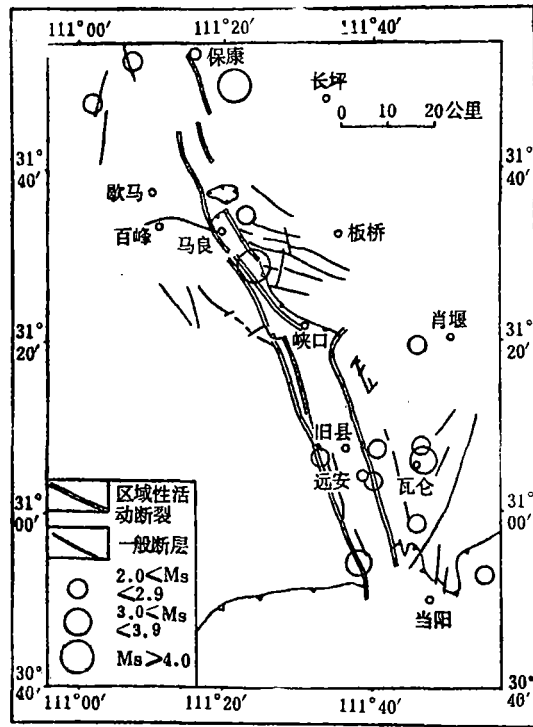 111°00′ 111°20′ 111°40′
保康
长坪
0 10 20公里
31°
40′
31°
40′
歇马
百峰
马良
板桥
31°
20′
峡口
肖堰
31°
20′
旧县
远安
瓦仑
31°
00′
31°
00′
区域性活
动断裂
一般断层
2.0<Ms
<2.9
3.0<Ms
<3.9
Ms>4.0
当阳
30°
40′
30°
40′
111°00′ 111°20′ 111°40′